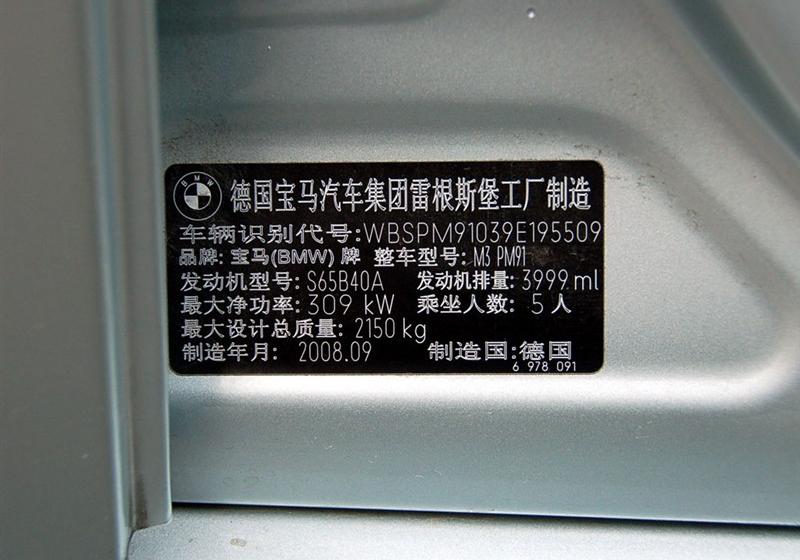 BMW
德国宝马汽车集团雷根斯堡工厂制造
车辆识别代号:WBSPM91039E195509
品牌: 宝马(BMW) 牌 整车型号: M3 PM91
发动机型号: S65B40A 发动机排量: 3999 ml
最大净功率: 309 kW 乘坐人数: 5 人
最大设计总质量: 2150 kg
制造年月: 2008.09 制造国: 德国
6 978 091